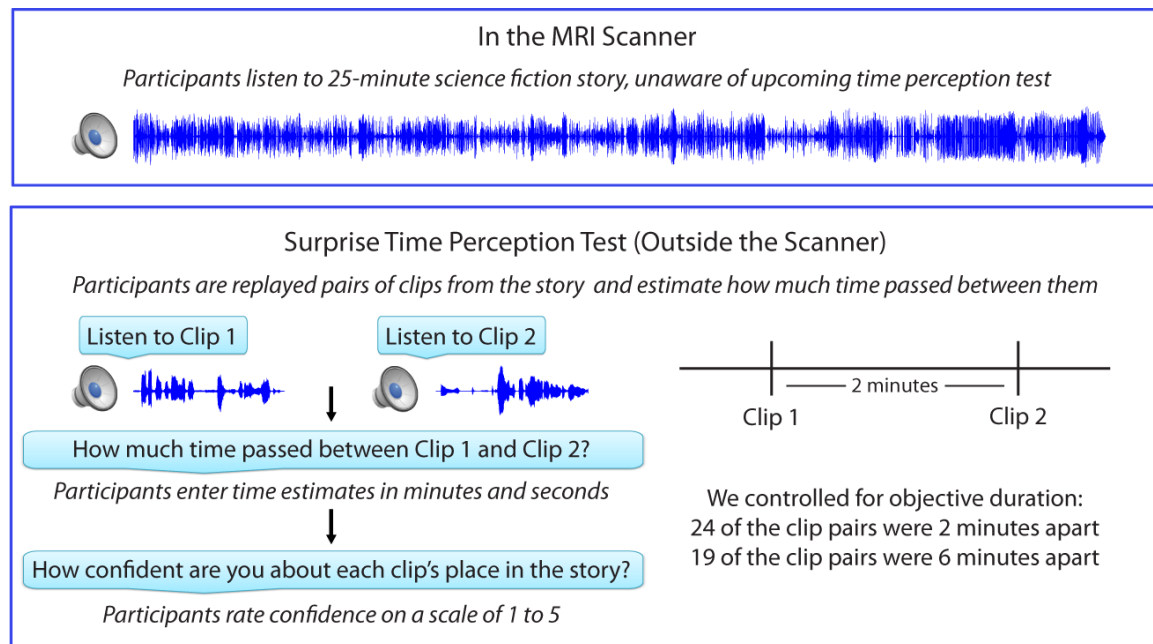 In the MRI Scanner
Participants listen to 25-minute science fiction story, unaware of upcoming time perception test
Surprise Time Perception Test (Outside the Scanner)
Participants are replayed pairs of clips from the story and estimate how much time passed between them
Listen to Clip 1
Listen to Clip 2
How much time passed between Clip 1 and Clip 2?
Participants enter time estimates in minutes and seconds
How confident are you about each clip's place in the story?
Participants rate confidence on a scale of 1 to 5
2 minutes
Clip 1
Clip 2
We controlled for objective duration:
24 of the clip pairs were 2 minutes apart
19 of the clip pairs were 6 minutes apart